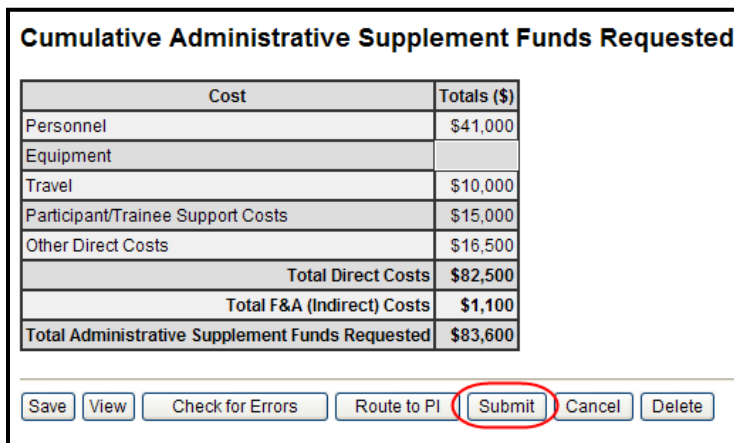 Cumulative Administrative Supplement Funds Requested
Cost Totals ($)
Personnel $41,000
Equipment
Travel $10,000
Participant/Trainee Support Costs $15,000
Other Direct Costs $16,500
Total Direct Costs $82,500
Total F&A (Indirect) Costs $1,100
Total Administrative Supplement Funds Requested $83,600
Save View Check for Errors Route to PI Submit Cancel Delete